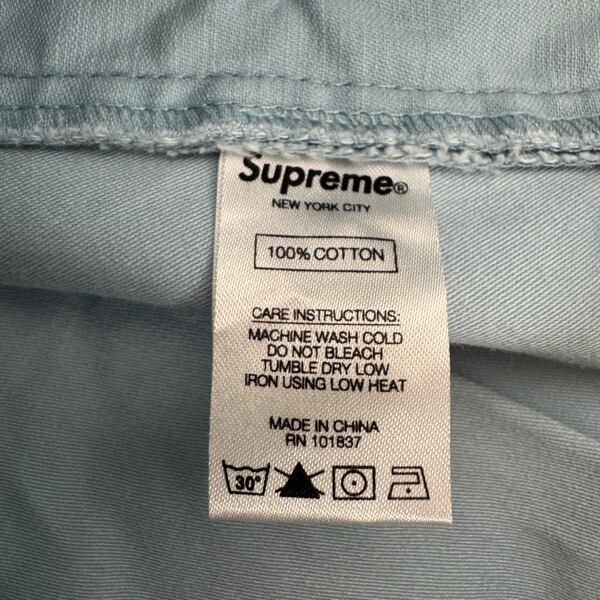 Supreme®
NEW YORK CITY
100% COTTON
CARE INSTRUCTIONS:
MACHINE WASH COLD
DO NOT BLEACH
TUMBLE DRY LOW
IRON USING LOW HEAT
MADE IN CHINA
RN 101837
30°